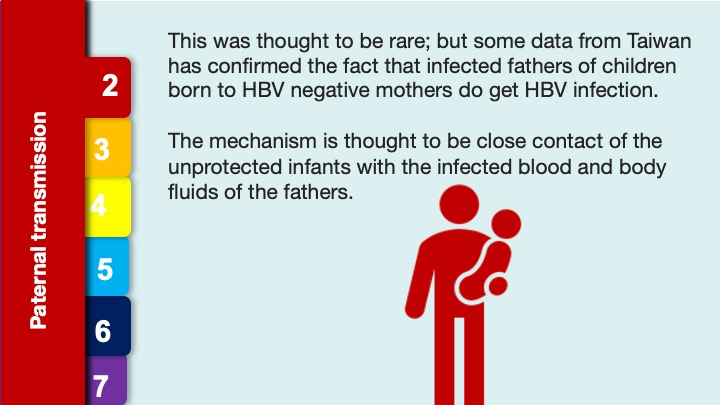 Paternal transmission
2
3
4
5
6
7
This was thought to be rare; but some data from Taiwan
has confirmed the fact that infected fathers of children
born to HBV negative mothers do get HBV infection.
The mechanism is thought to be close contact of the
unprotected infants with the infected blood and body
fluids of the fathers.